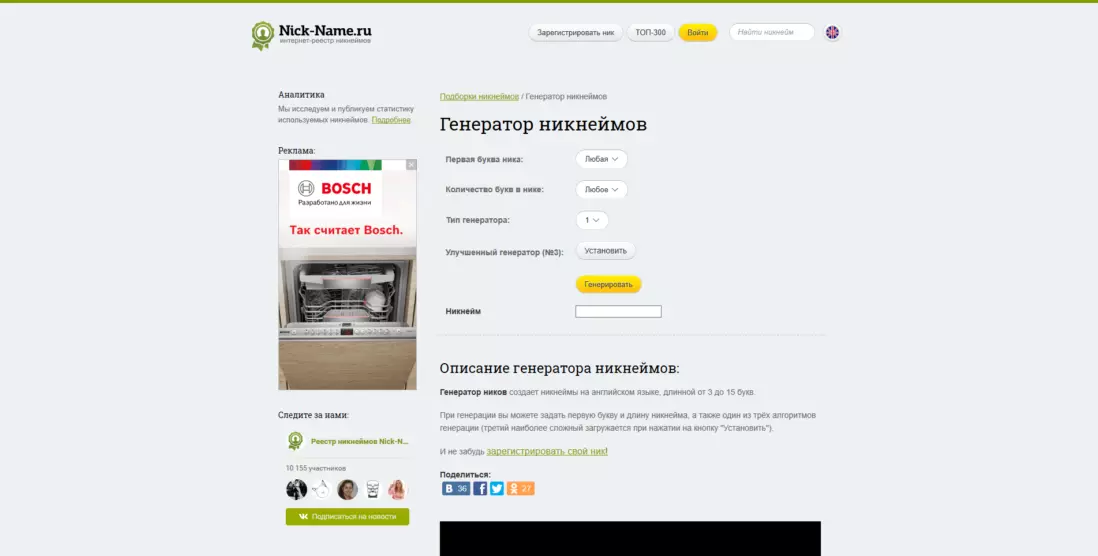 Nick-Name.ru
интернет-реестр никнеймов
Зарегистрировать ник
ТОП-300
Войти
Найти никнейм
Аналитика
Мы исследуем и публикуем статистику
используемых никнеймов. Подробнее.
Реклама:
BOSCH
Разработано для жизни
Так считает Bosch.
Следите за нами:
Реестр никнеймов Nick-N...
10 155 участников
Подписаться на новости
Подборки никнеймов / Генератор никнеймов
Генератор никнеймов
Первая буква ника:
Любая
Количество букв в нике:
Любое
Тип генератора:
1
Улучшенный генератор (№3):
Установить
Генерировать
Никнейм
Описание генератора никнеймов:
Генератор ников создает никнеймы на английском языке, длинной от 3 до 15 букв.
При генерации вы можете задать первую букву и длину никнейма, а также один из трёх алгоритмов
генерации (третий наиболее сложный загружается при нажатии на кнопку "Установить").
И не забудь зарегистрировать свой ник!
Поделиться:
36
27